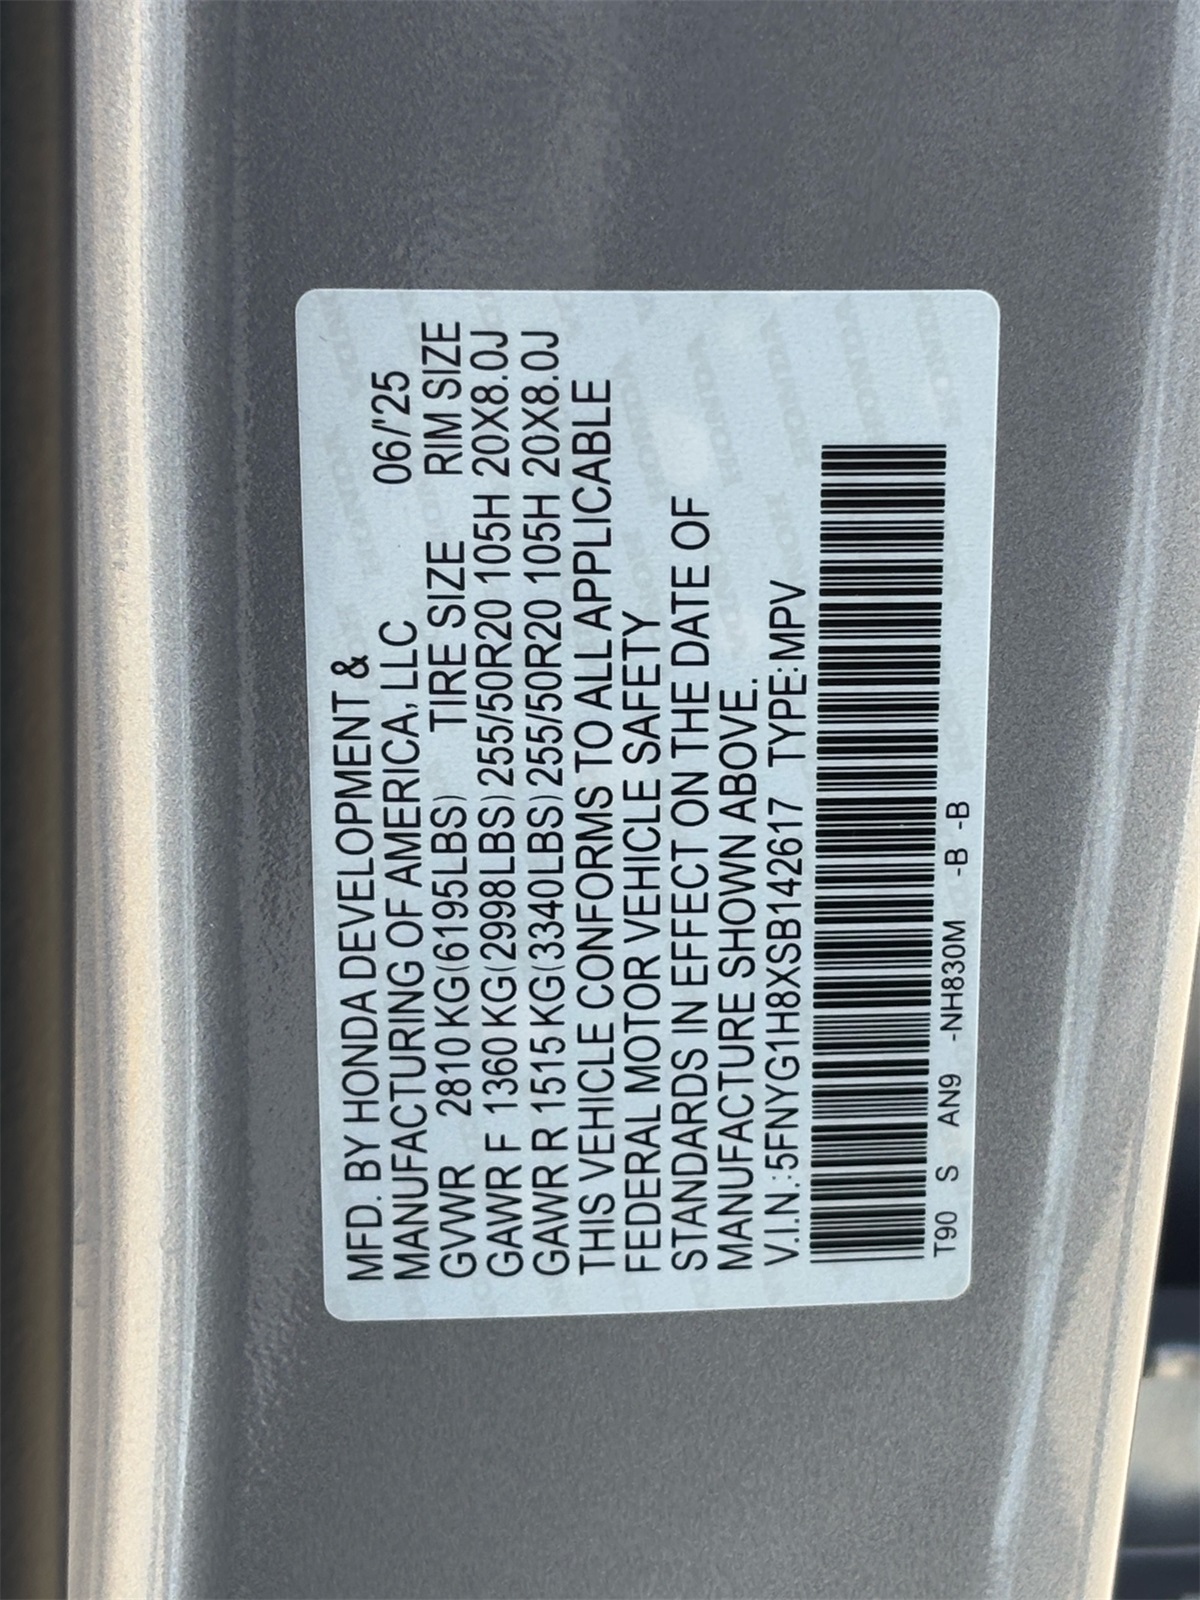 MFD. BY HONDA DEVELOPMENT &
MANUFACTURING OF AMERICA, LLC 06/'25
GVWR 2810 KG(6195LBS) TIRE SIZE RIM SIZE
GAWR F 1360 KG(2998LBS)255/50R20 105H 20X8.0J
GAWR R 1515 KG(3340LBS)255/50R20 105H 20X8.0J
THIS VEHICLE CONFORMS TO ALL APPLICABLE
FEDERAL MOTOR VEHICLE SAFETY
STANDARDS IN EFFECT ON THE DATE OF
MANUFACTURE SHOWN ABOVE.
V.I.N.:5FNYG1H8XSB142617 TYPE:MPV
T90 S AN9 -NH830M -B -B